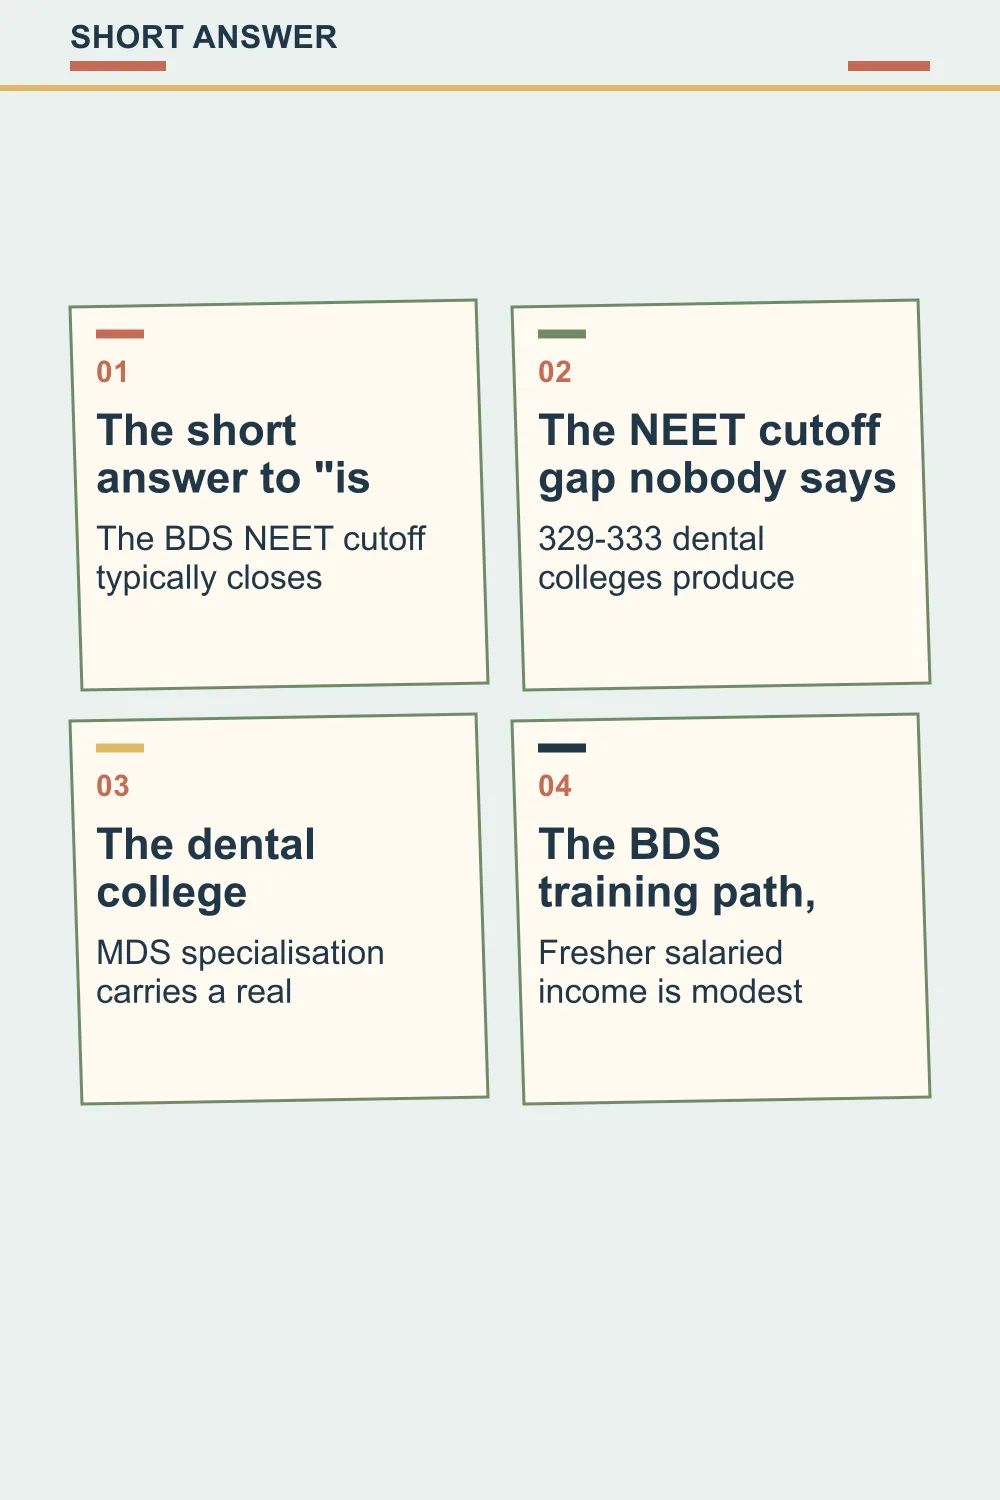 SHORT ANSWER
01
The short
answer to "is
The BDS NEET cutoff
typically closes
02
The NEET cutoff
gap nobody says
329-333 dental
colleges produce
03
The dental
college
MDS specialisation
carries a real
04
The BDS
training path,
Fresher salaried
income is modest